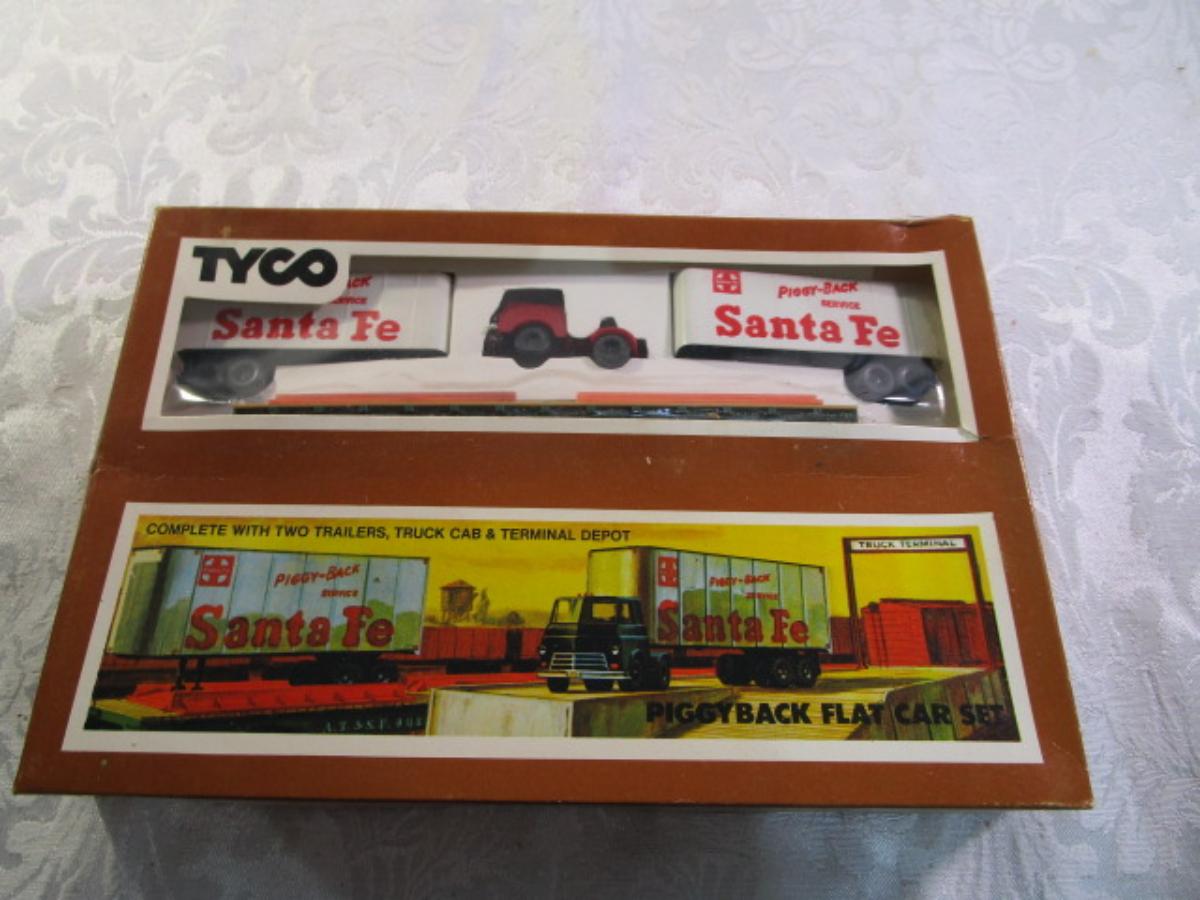 TYCO
SERVICE
Santa Fe
PIGGY-BACK
SERVICE
Santa Fe
COMPLETE WITH TWO TRAILERS, TRUCK CAB & TERMINAL DEPOT
PIGGY-BACK
SERVICE
Santa Fe
PIGGY-BACK
SERVICE
Santa Fe
TRUCK TERMINAL
A.T.& S.F.
PIGGYBACK FLAT CAR SET